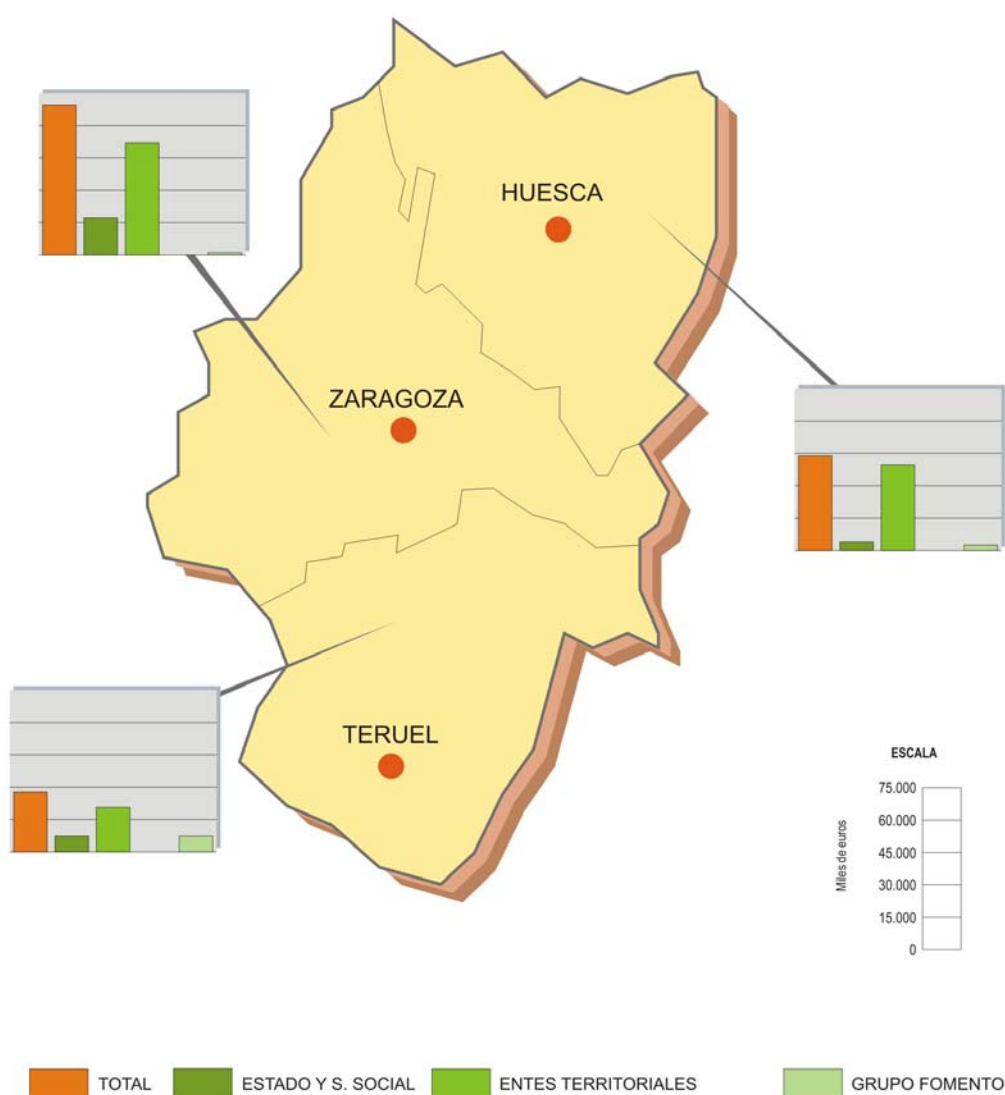 HUESCA
ZARAGOZA
TERUEL
ESCALA
Miles de euros
75.000
60.000
45.000
30.000
15.000
0
TOTAL
ESTADO Y S. SOCIAL
ENTES TERRITORIALES
GRUPO FOMENTO